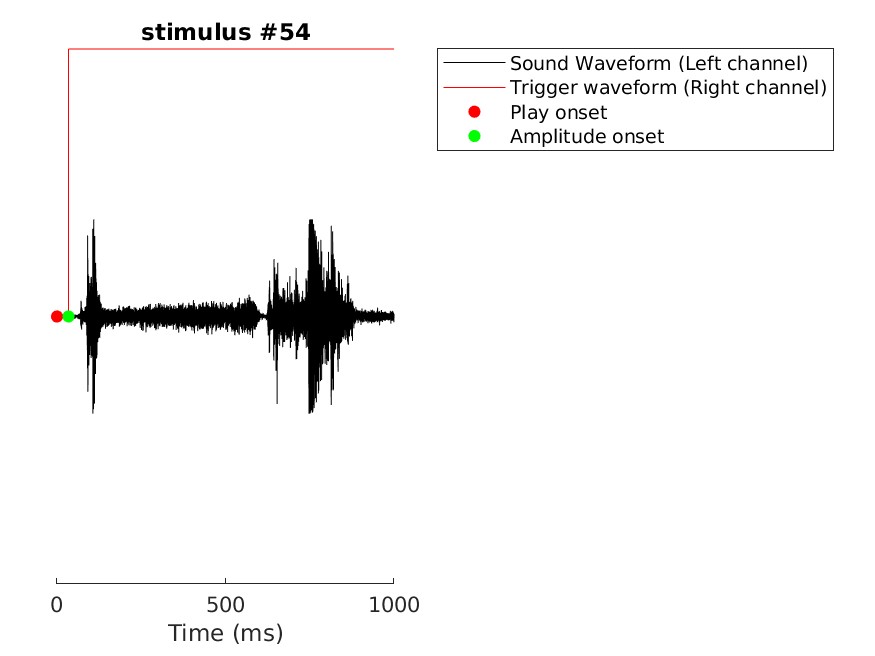 stimulus #54
Sound Waveform (Left channel)
Trigger waveform (Right channel)
Play onset
Amplitude onset
0 500 1000
Time (ms)